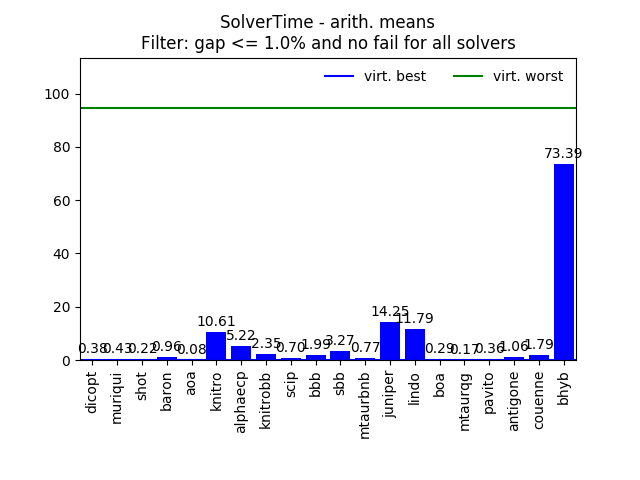 SolverTime - arith. means
Filter: gap <= 1.0% and no fail for all solvers
virt. best virt. worst
100
80
60
40
20
0
0.38 0.43 0.22 0.96 0.08 10.61 5.22 2.35 0.70 1.99 3.27 0.77 14.25 11.79 0.29 0.17 0.36 1.06 1.79 73.39
dicopt muriqui shot baron aoa knitro alphaecp knitrobb scip bbb sbb mtaurbnb juniper lindo boa mtaurqg pavito antigone couenne bhyb